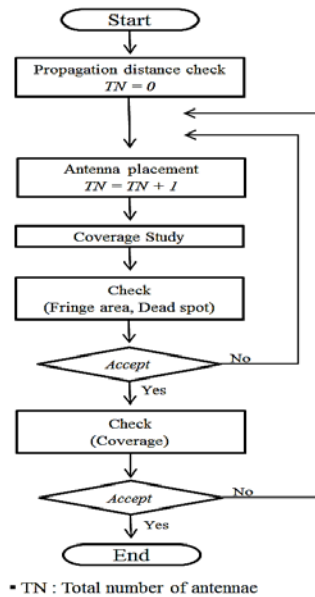 Start
Propagation distance check
TN = 0
Antenna placement
TN = TN + 1
Coverage Study
Check
(Fringe area, Dead spot)
Accept
No
Yes
Check
(Coverage)
Accept
No
Yes
End
▪ TN : Total number of antennae